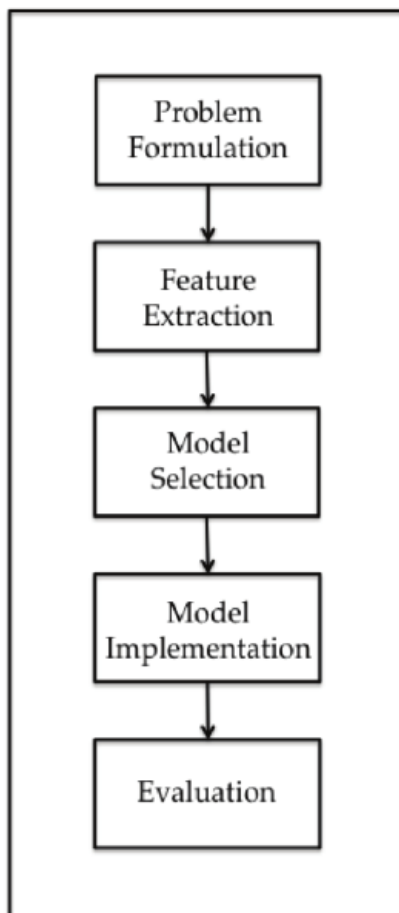 Problem
Formulation
Feature
Extraction
Model
Selection
Model
Implementation
Evaluation